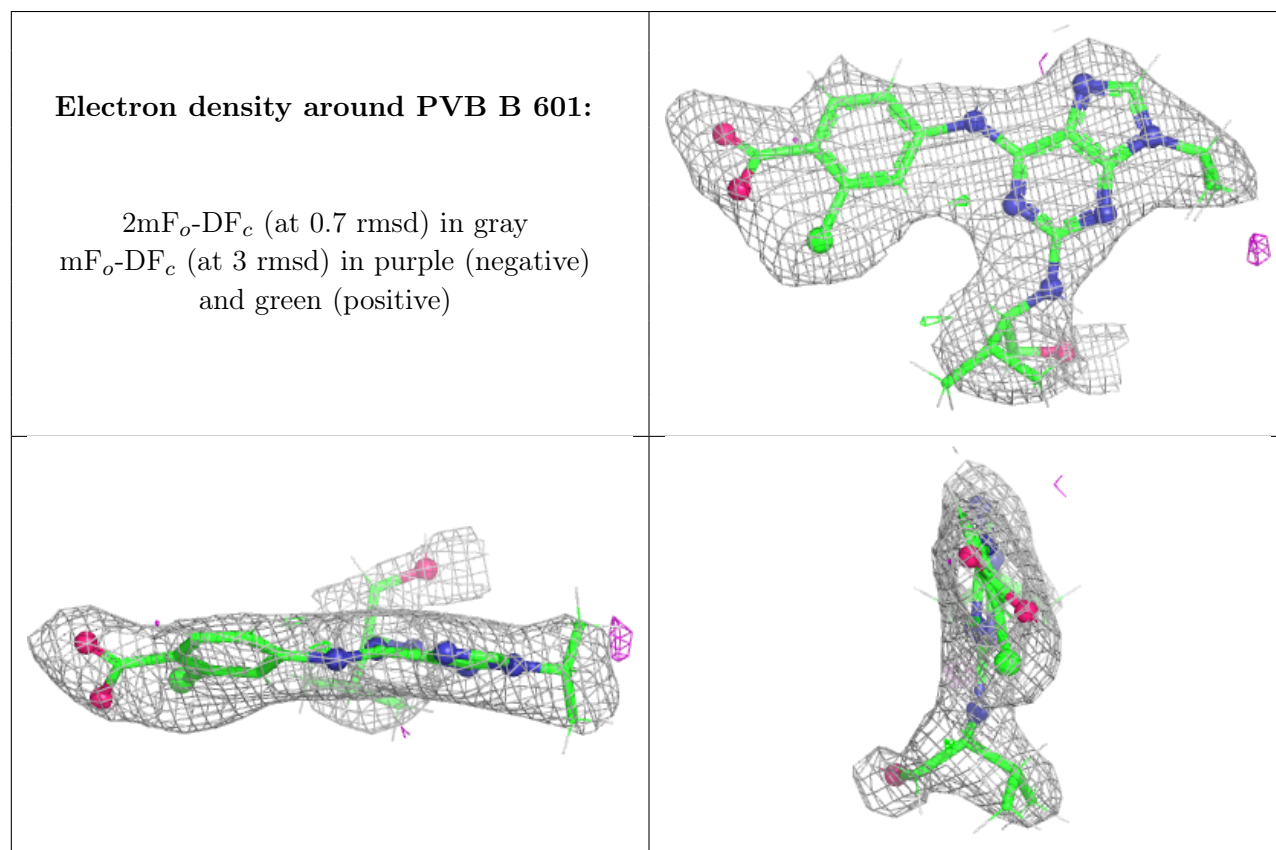 Electron density around PVB B 601:
2mFₒ-DF𝒸 (at 0.7 rmsd) in gray
mFₒ-DF𝒸 (at 3 rmsd) in purple (negative)
and green (positive)